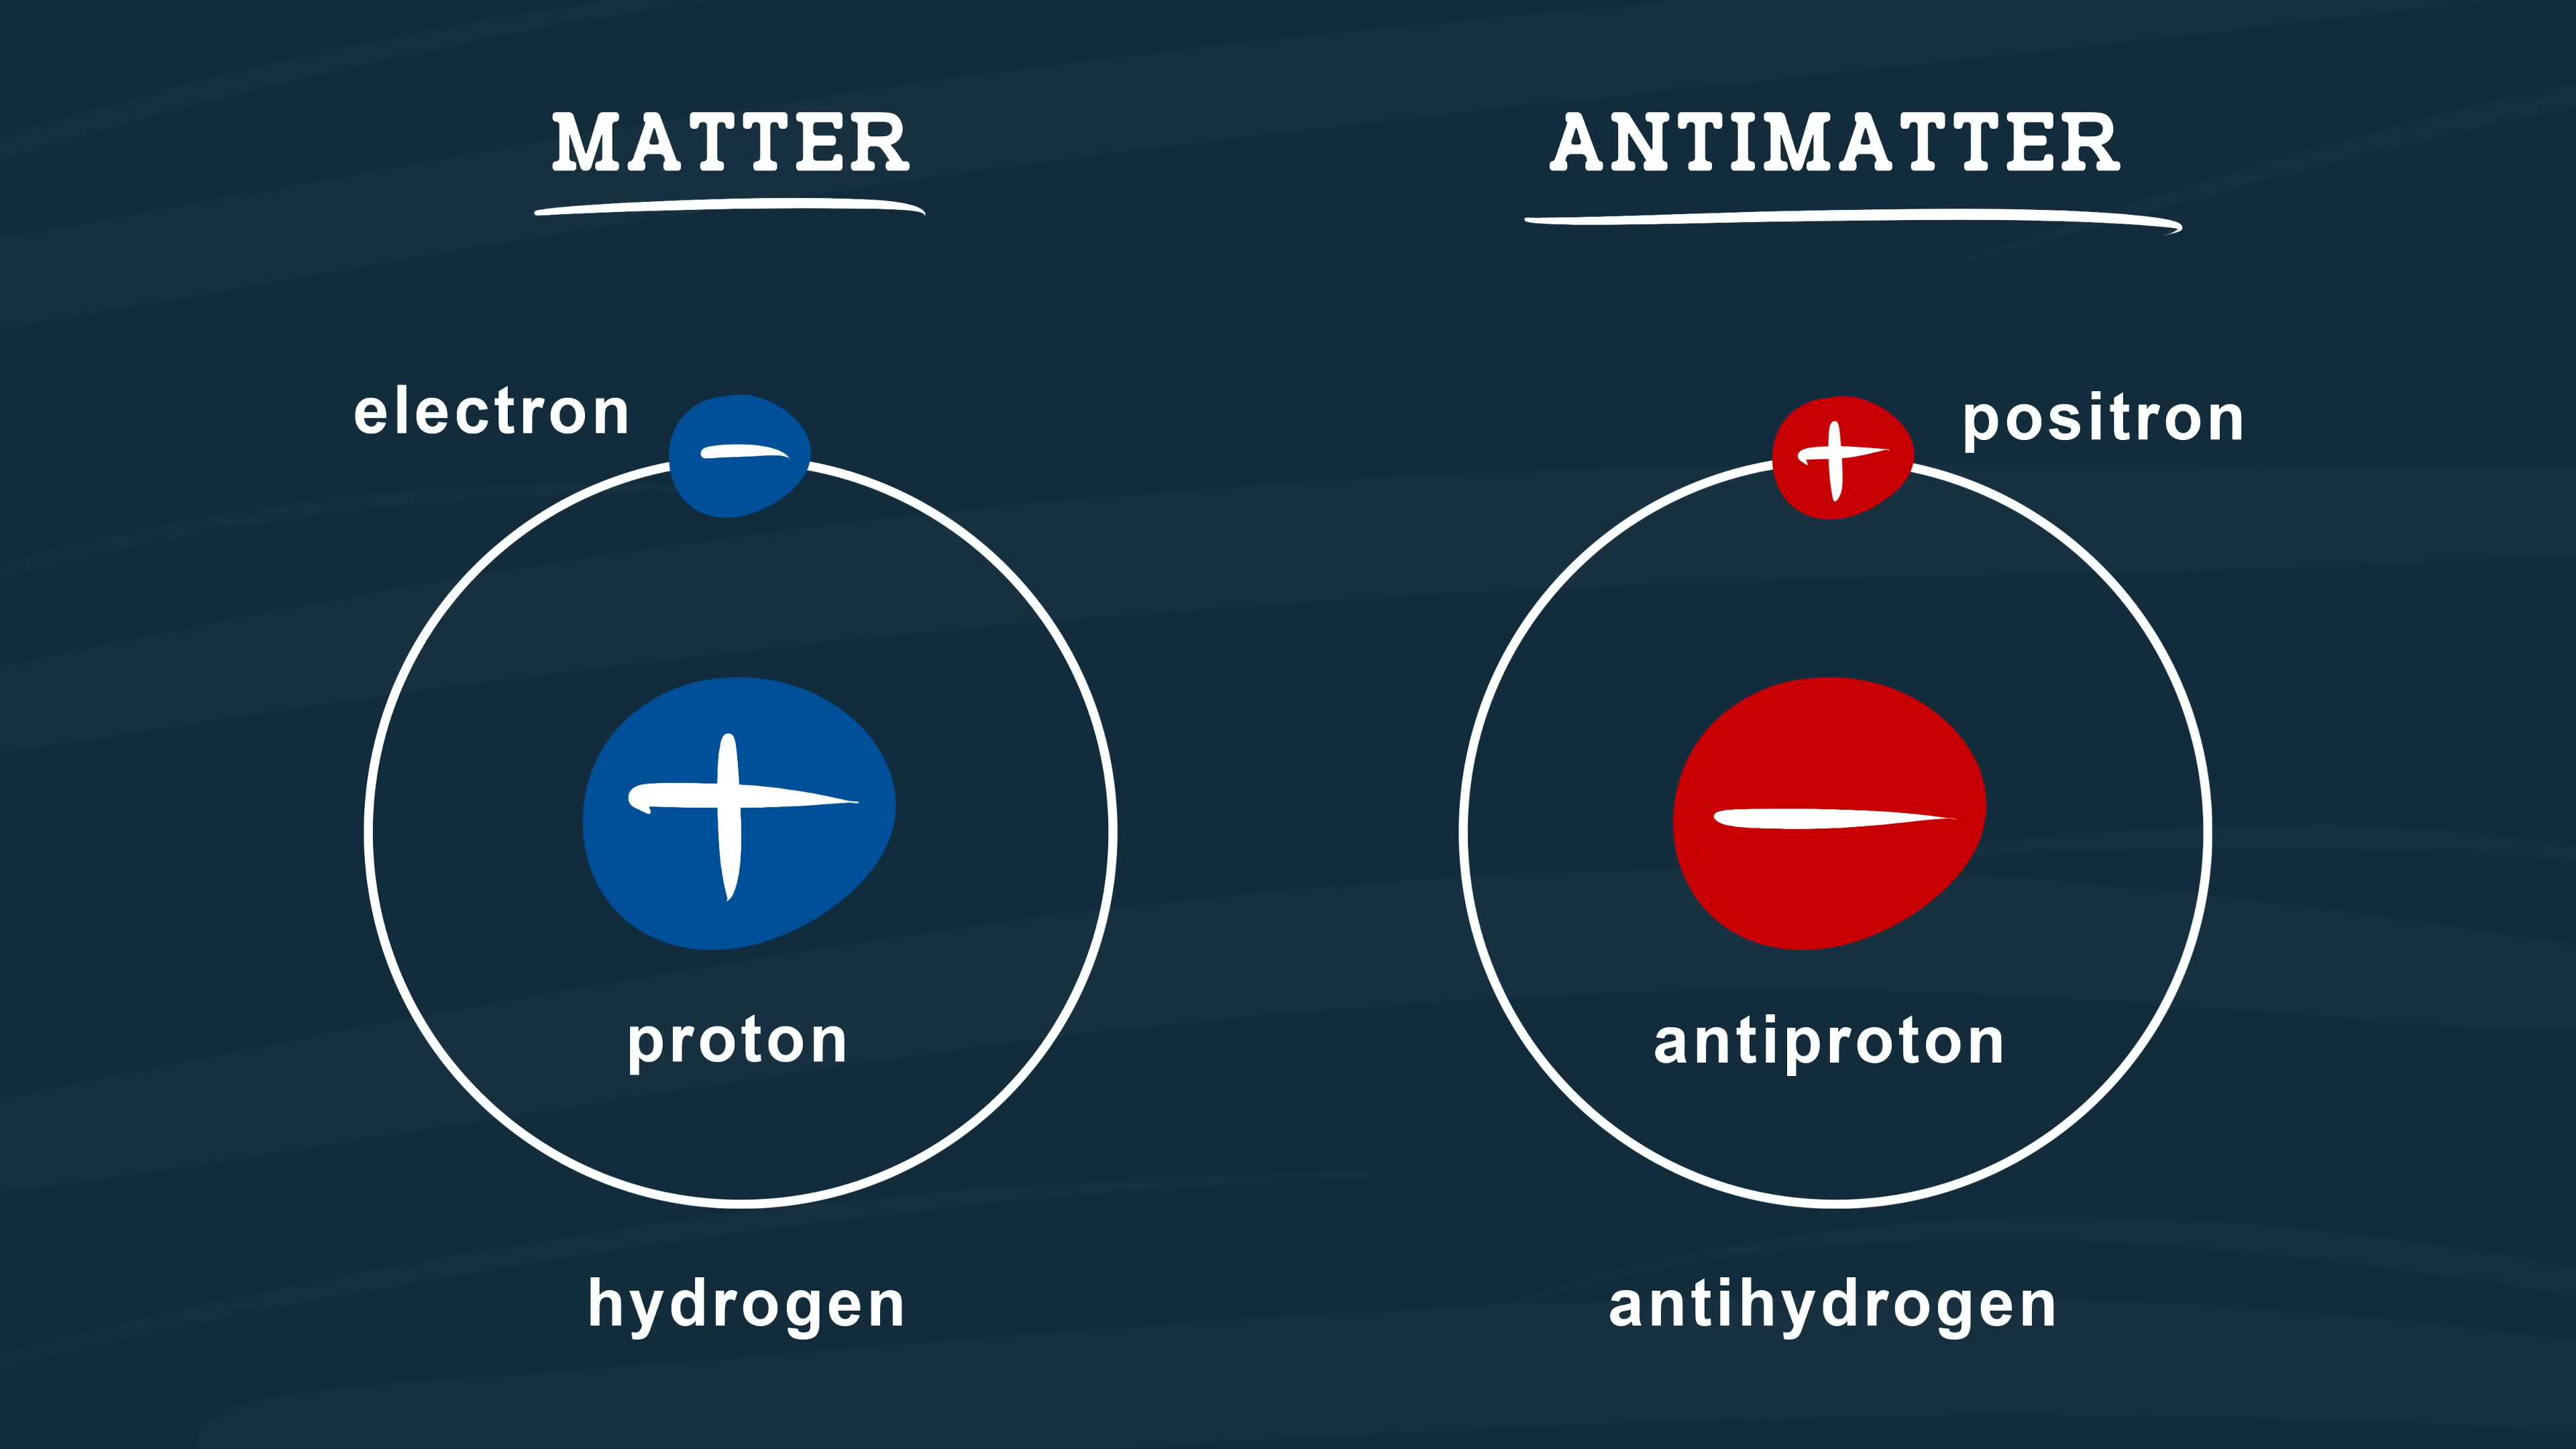 MATTER
ANTIMATTER
electron
−
positron
+
+
−
proton
antiproton
hydrogen
antihydrogen